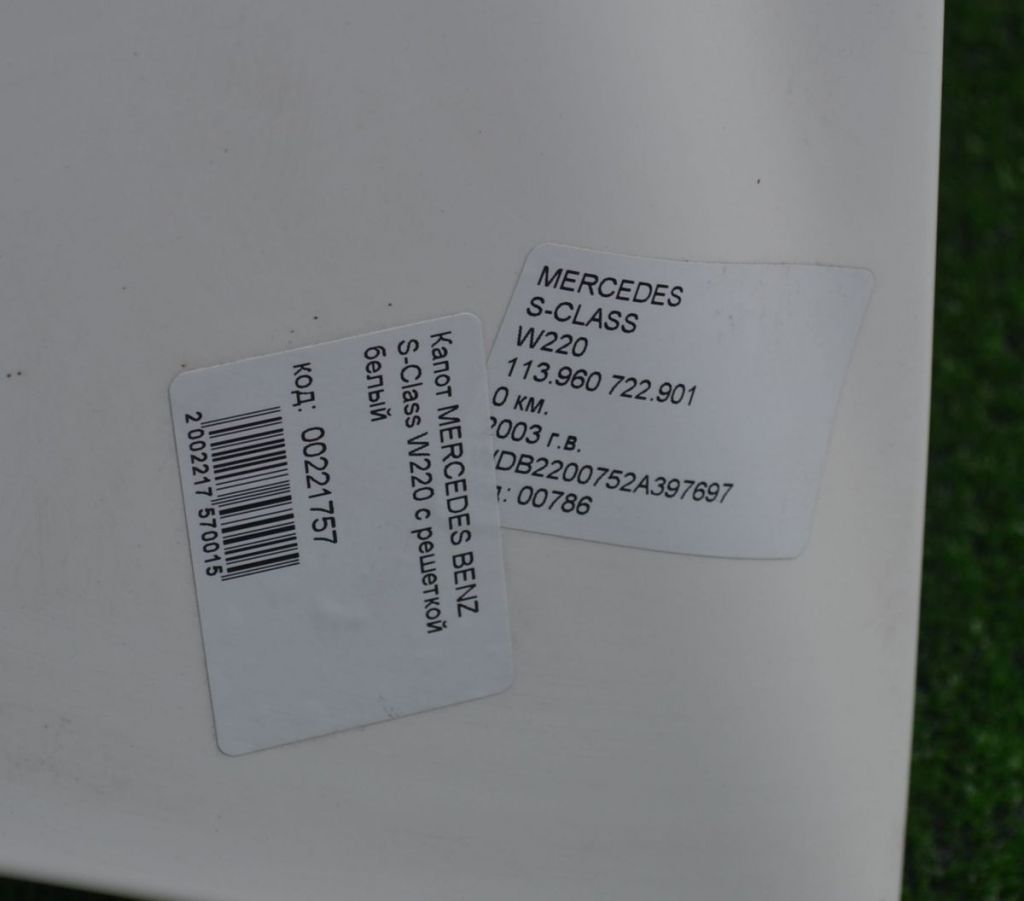 MERCEDES
S-CLASS
W220
113.960 722.901
0 км.
2003 г.в.
DB2200752A397697
: 00786
Капот MERCEDES BENZ
S-Class W220 с решеткой
белый
код: 00221757
2 002217 570015